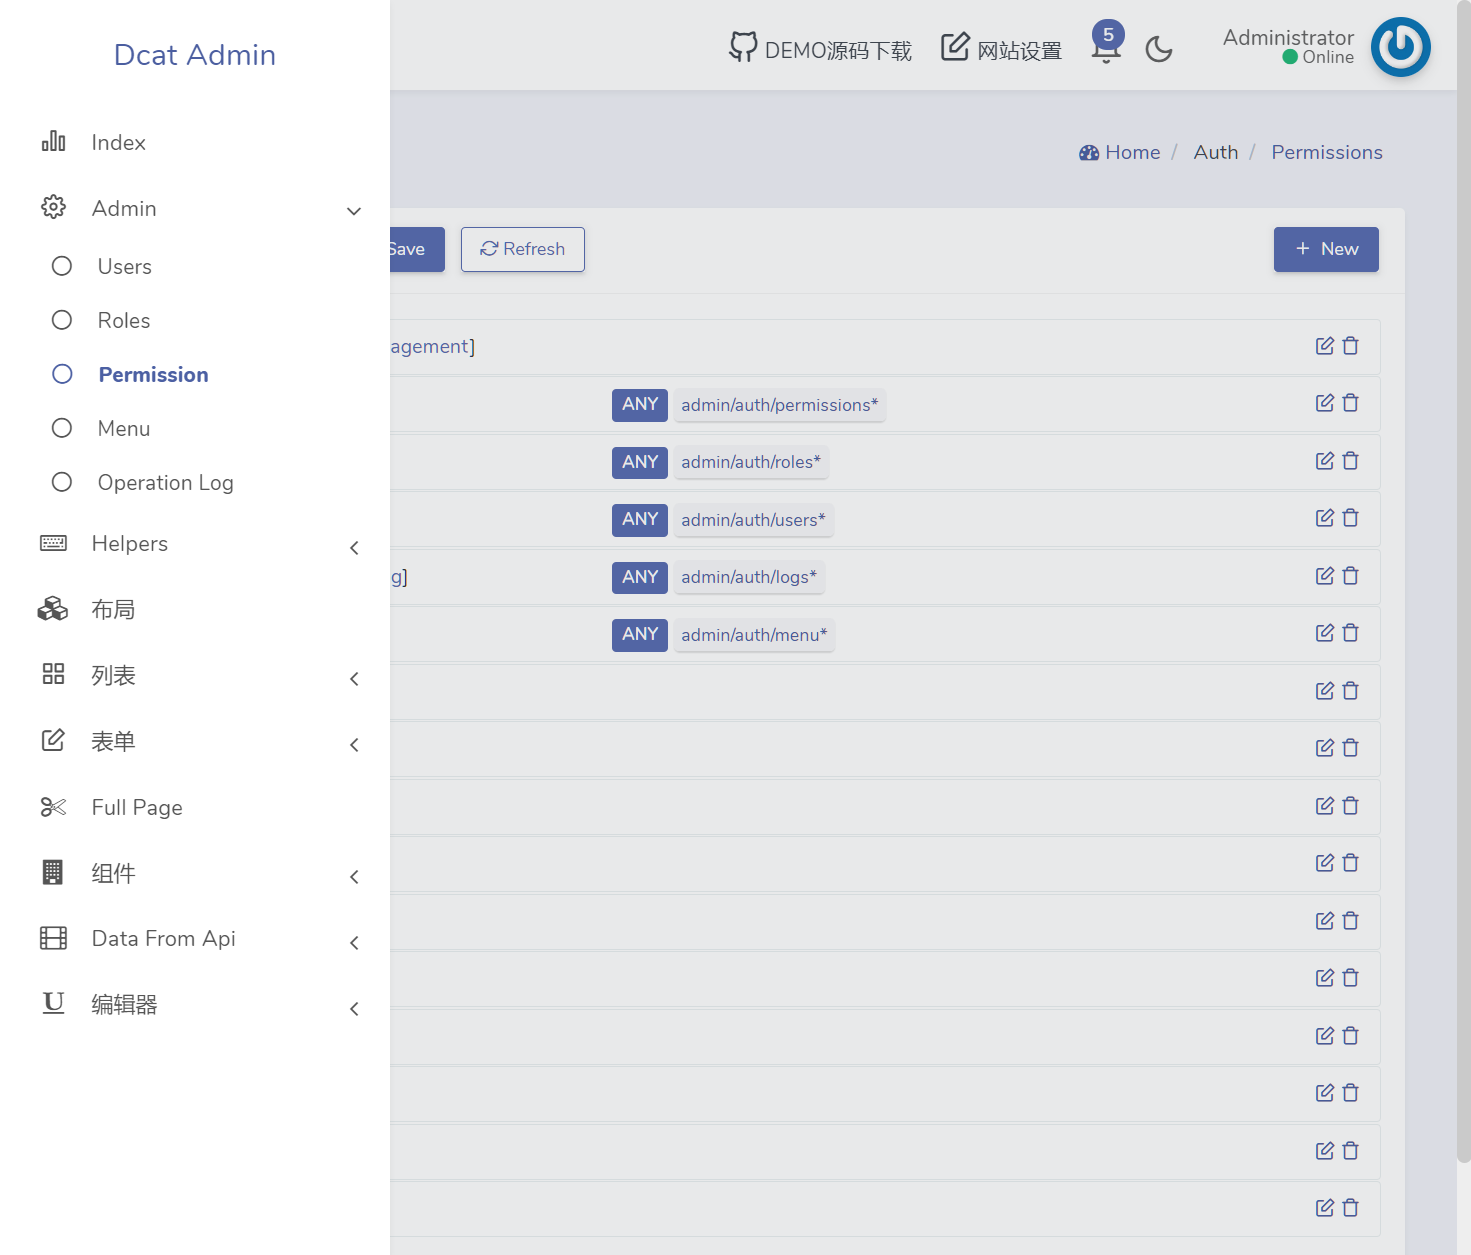 Dcat Admin
DEMO源码下载
网站设置
5
Administrator
Online
Index
Admin
Users
Roles
Permission
Menu
Operation Log
Helpers
布局
列表
表单
Full Page
组件
Data From Api
编辑器
Home / Auth / Permissions
Save
Refresh
+ New
agement]
ANY admin/auth/permissions*
ANY admin/auth/roles*
ANY admin/auth/users*
g] ANY admin/auth/logs*
ANY admin/auth/menu*